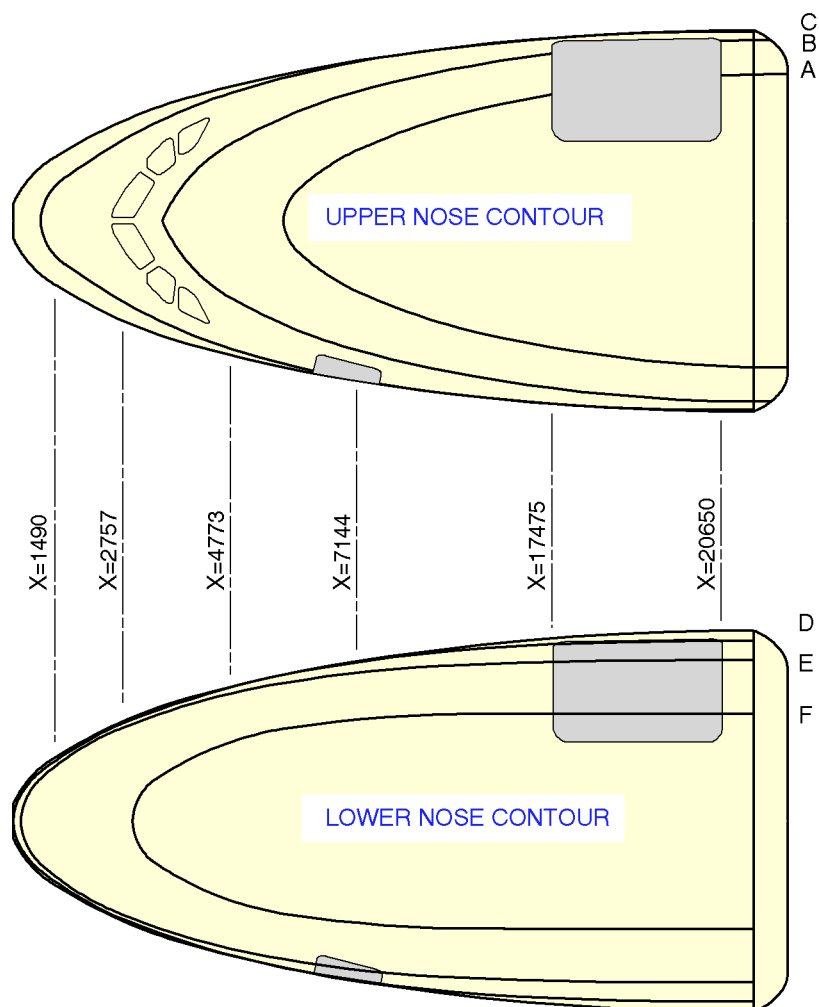 C
B
A
UPPER NOSE CONTOUR
X=1490
X=2757
X=4773
X=7144
X=17475
X=20650
D
E
F
LOWER NOSE CONTOUR